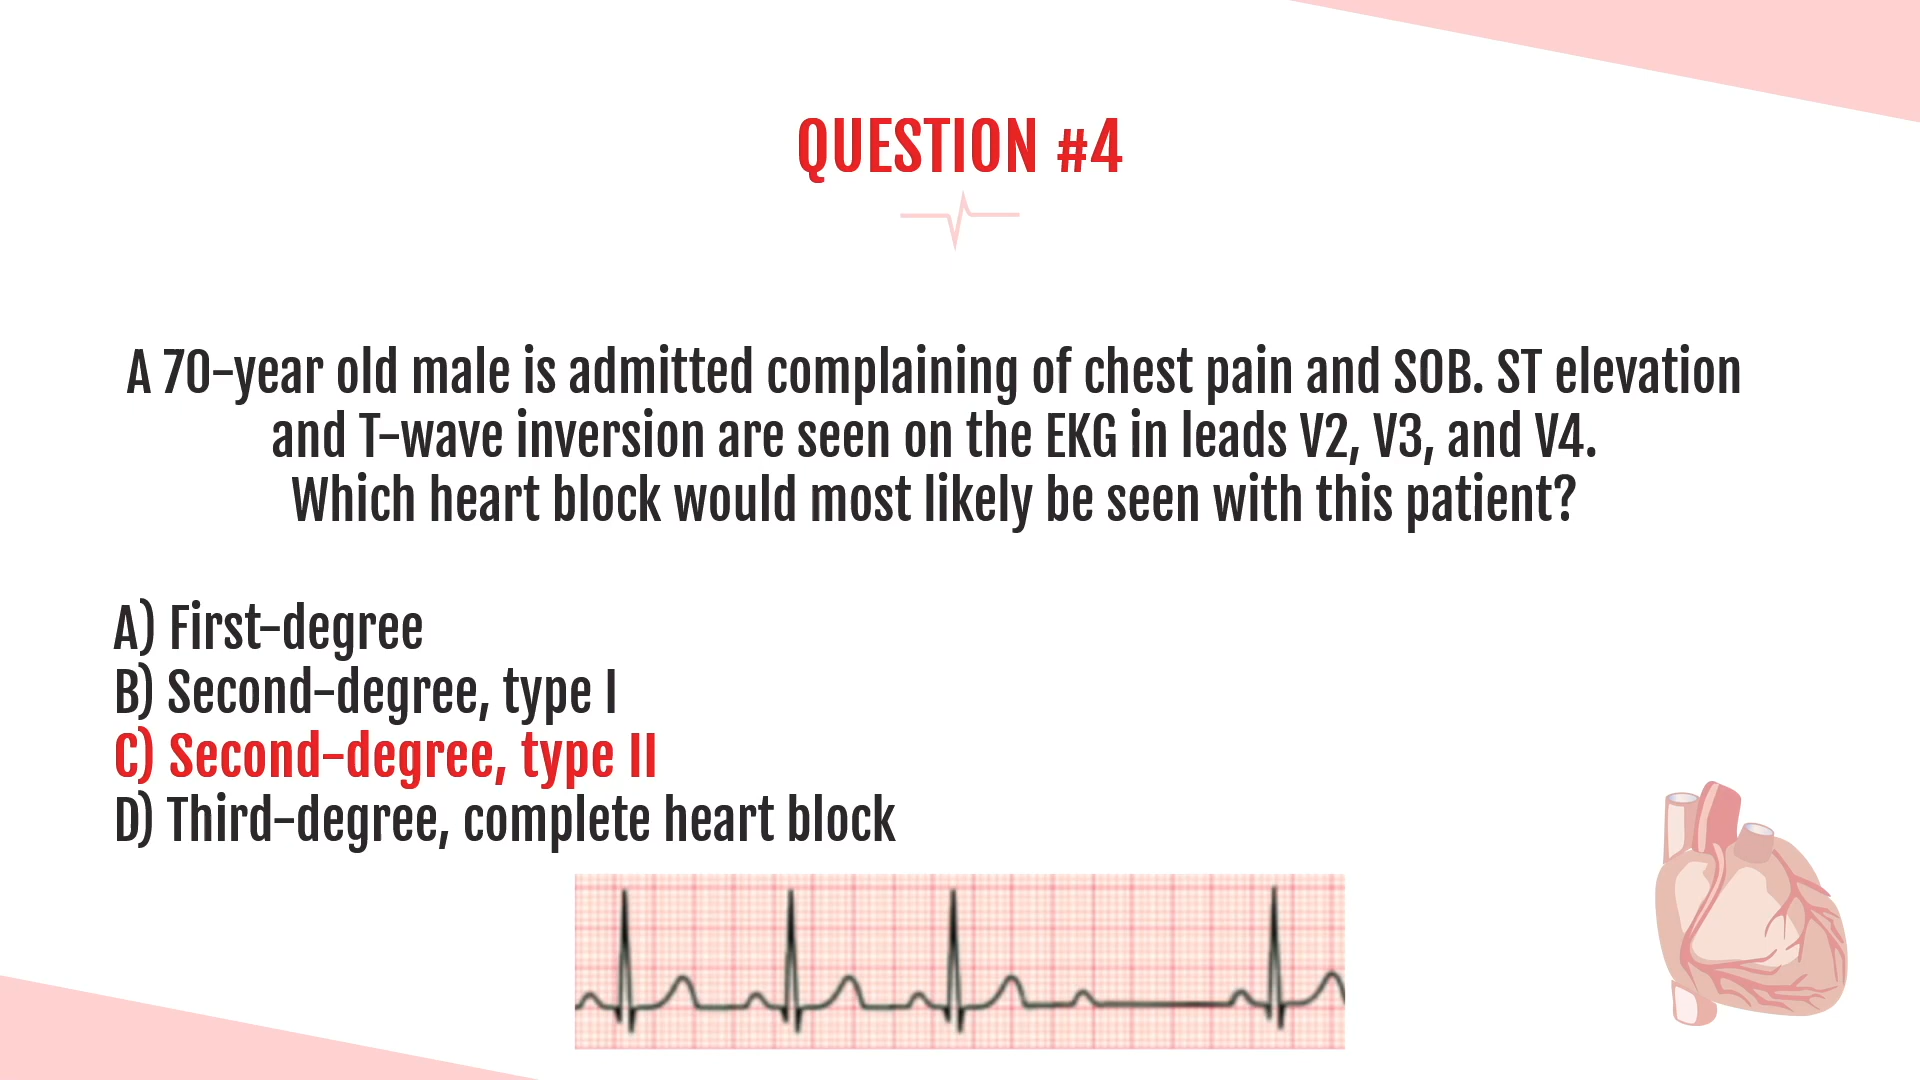 QUESTION #4
A 70-year old male is admitted complaining of chest pain and SOB. ST elevation
and T-wave inversion are seen on the EKG in leads V2, V3, and V4.
Which heart block would most likely be seen with this patient?
A) First-degree
B) Second-degree, type I
C) Second-degree, type II
D) Third-degree, complete heart block